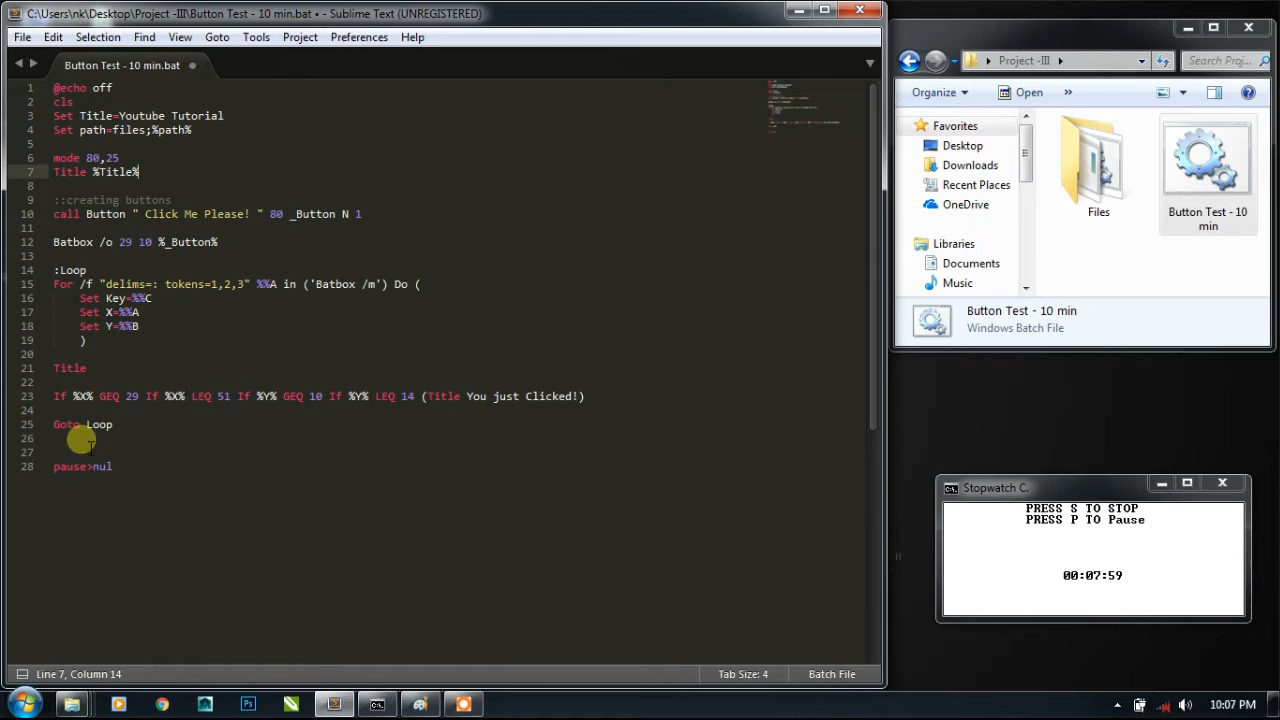 C:\Users\nk\Desktop\Project -III\Button Test - 10 min.bat • - Sublime Text (UNREGISTERED)
File Edit Selection Find View Goto Tools Project Preferences Help
Button Test - 10 min.bat
1 @echo off
2 cls
3 Set Title=Youtube Tutorial
4 Set path=files;%path%
5
6 mode 80,25
7 Title %Title%
8
9 ::creating buttons
10 call Button " Click Me Please! " 80 _Button N 1
11
12 Batbox /o 29 10 %_Button%
13
14 :Loop
15 For /f "delims=: tokens=1,2,3" %%A in ('Batbox /m') Do (
16 Set Key=%%C
17 Set X=%%A
18 Set Y=%%B
19 )
20
21 Title
22
23 If %X% GEQ 29 If %X% LEQ 51 If %Y% GEQ 10 If %Y% LEQ 14 (Title You just Clicked!)
24
25 Goto Loop
26
27
28 pause>nul
Line 7, Column 14
Tab Size: 4
Batch File
Project -III
Search Proj...
Organize
Open
»
Favorites
Desktop
Downloads
Recent Places
OneDrive
Libraries
Documents
Music
Files
Button Test - 10
min
Button Test - 10 min
Windows Batch File
Stopwatch C.
PRESS S TO STOP
PRESS P TO Pause
00:07:59
Ps
10:07 PM